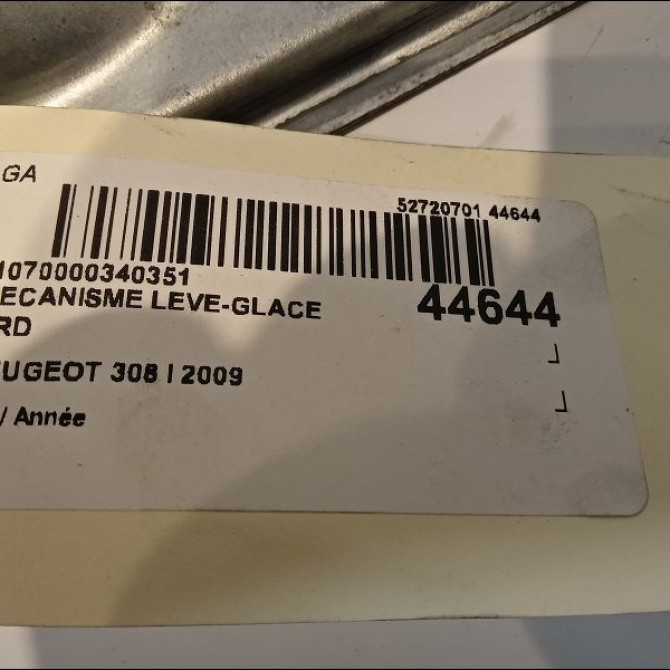 GA
52720701 44644
1070000340351
ECANISME LEVE-GLACE
44644
RD
UGEOT 308 I 2009
/ Année